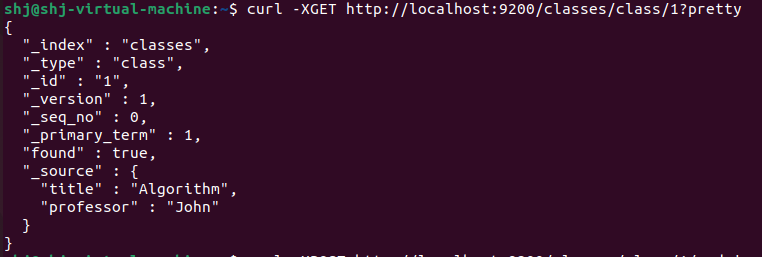 shj@shj-virtual-machine:~$ curl -XGET http://localhost:9200/classes/class/1?pretty
{
  "_index" : "classes",
  "_type" : "class",
  "_id" : "1",
  "_version" : 1,
  "_seq_no" : 0,
  "_primary_term" : 1,
  "found" : true,
  "_source" : {
    "title" : "Algorithm",
    "professor" : "John"
  }
}